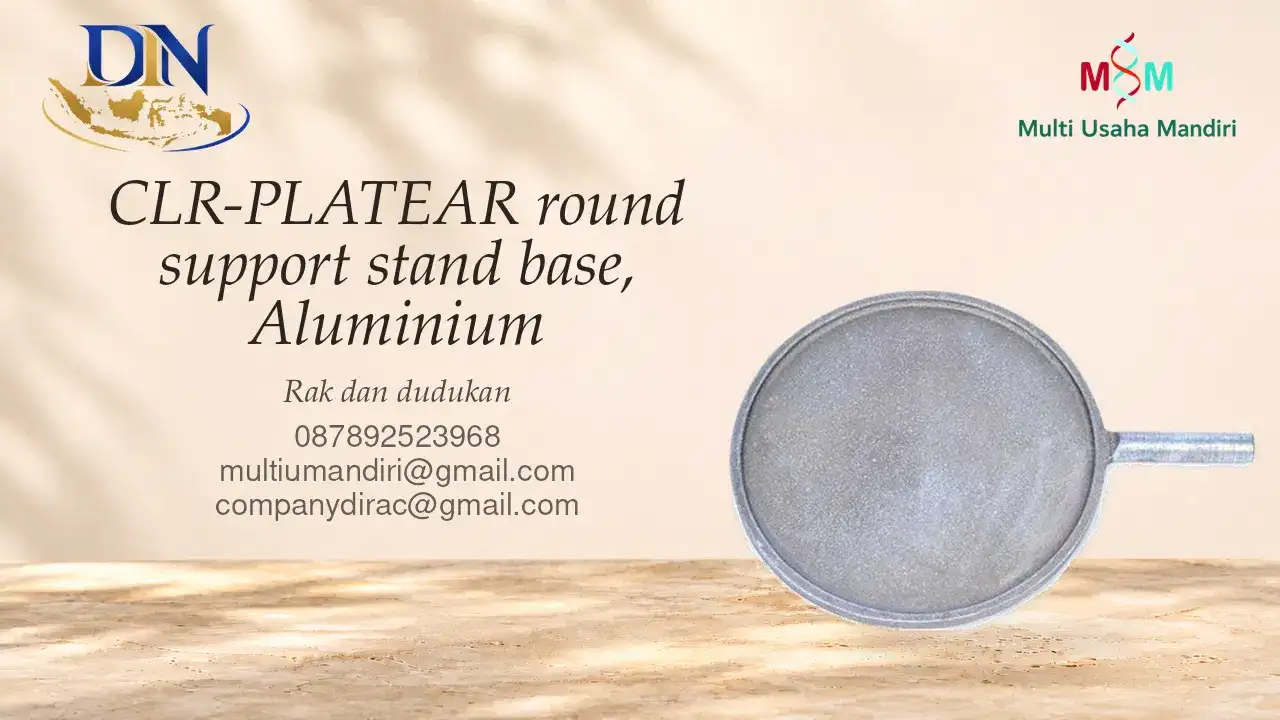 DIN
M M
Multi Usaha Mandiri
CLR-PLATEAR round
support stand base,
Aluminium
Rak dan dudukan
087892523968
multiumandiri@gmail.com
companydirac@gmail.com